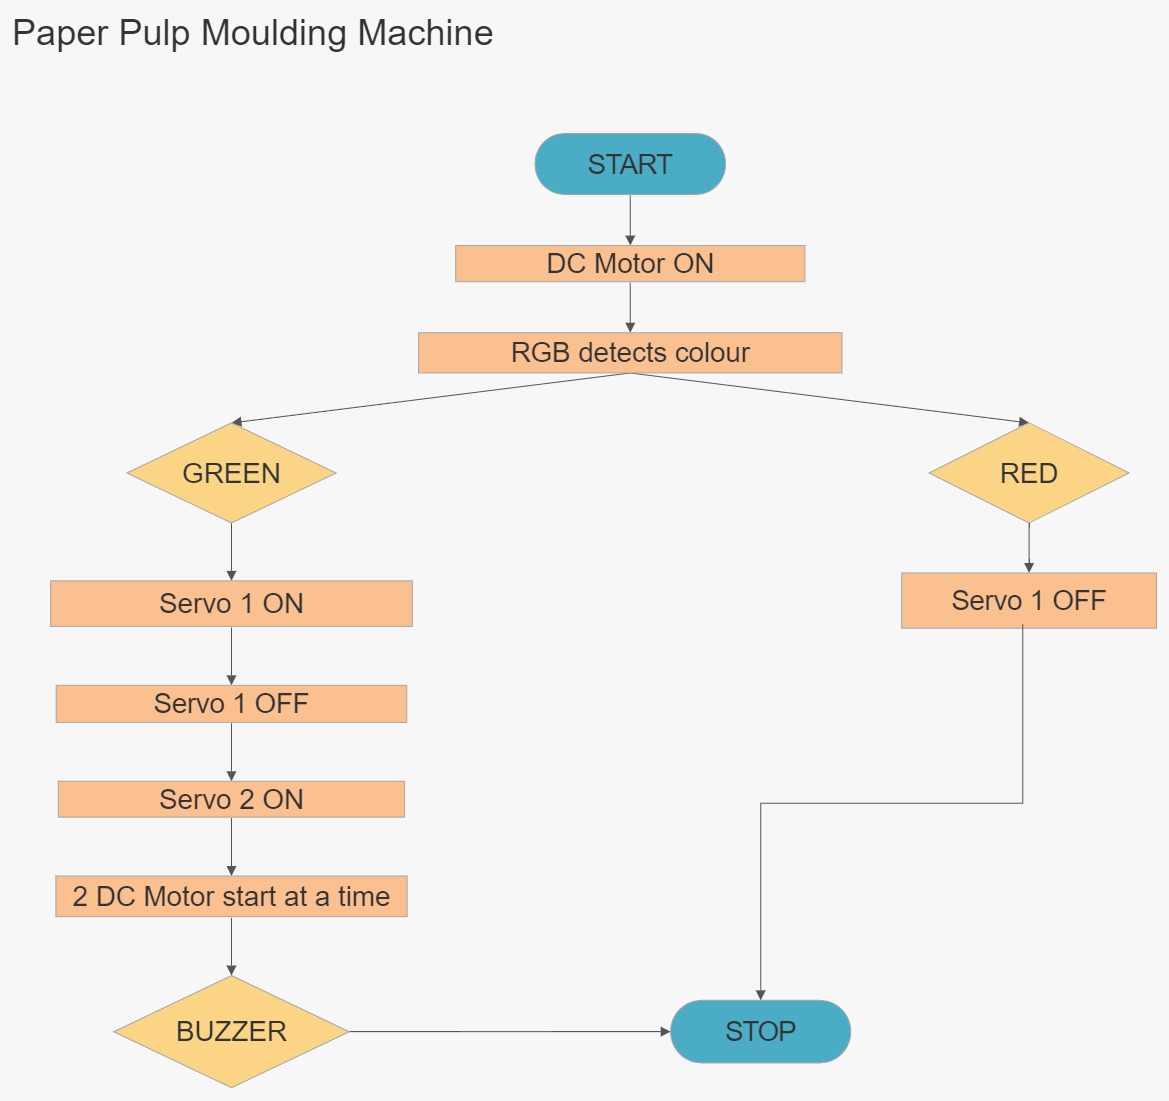 Paper Pulp Moulding Machine
START
DC Motor ON
RGB detects colour
GREEN
RED
Servo 1 ON
Servo 1 OFF
Servo 1 OFF
Servo 2 ON
2 DC Motor start at a time
BUZZER
STOP